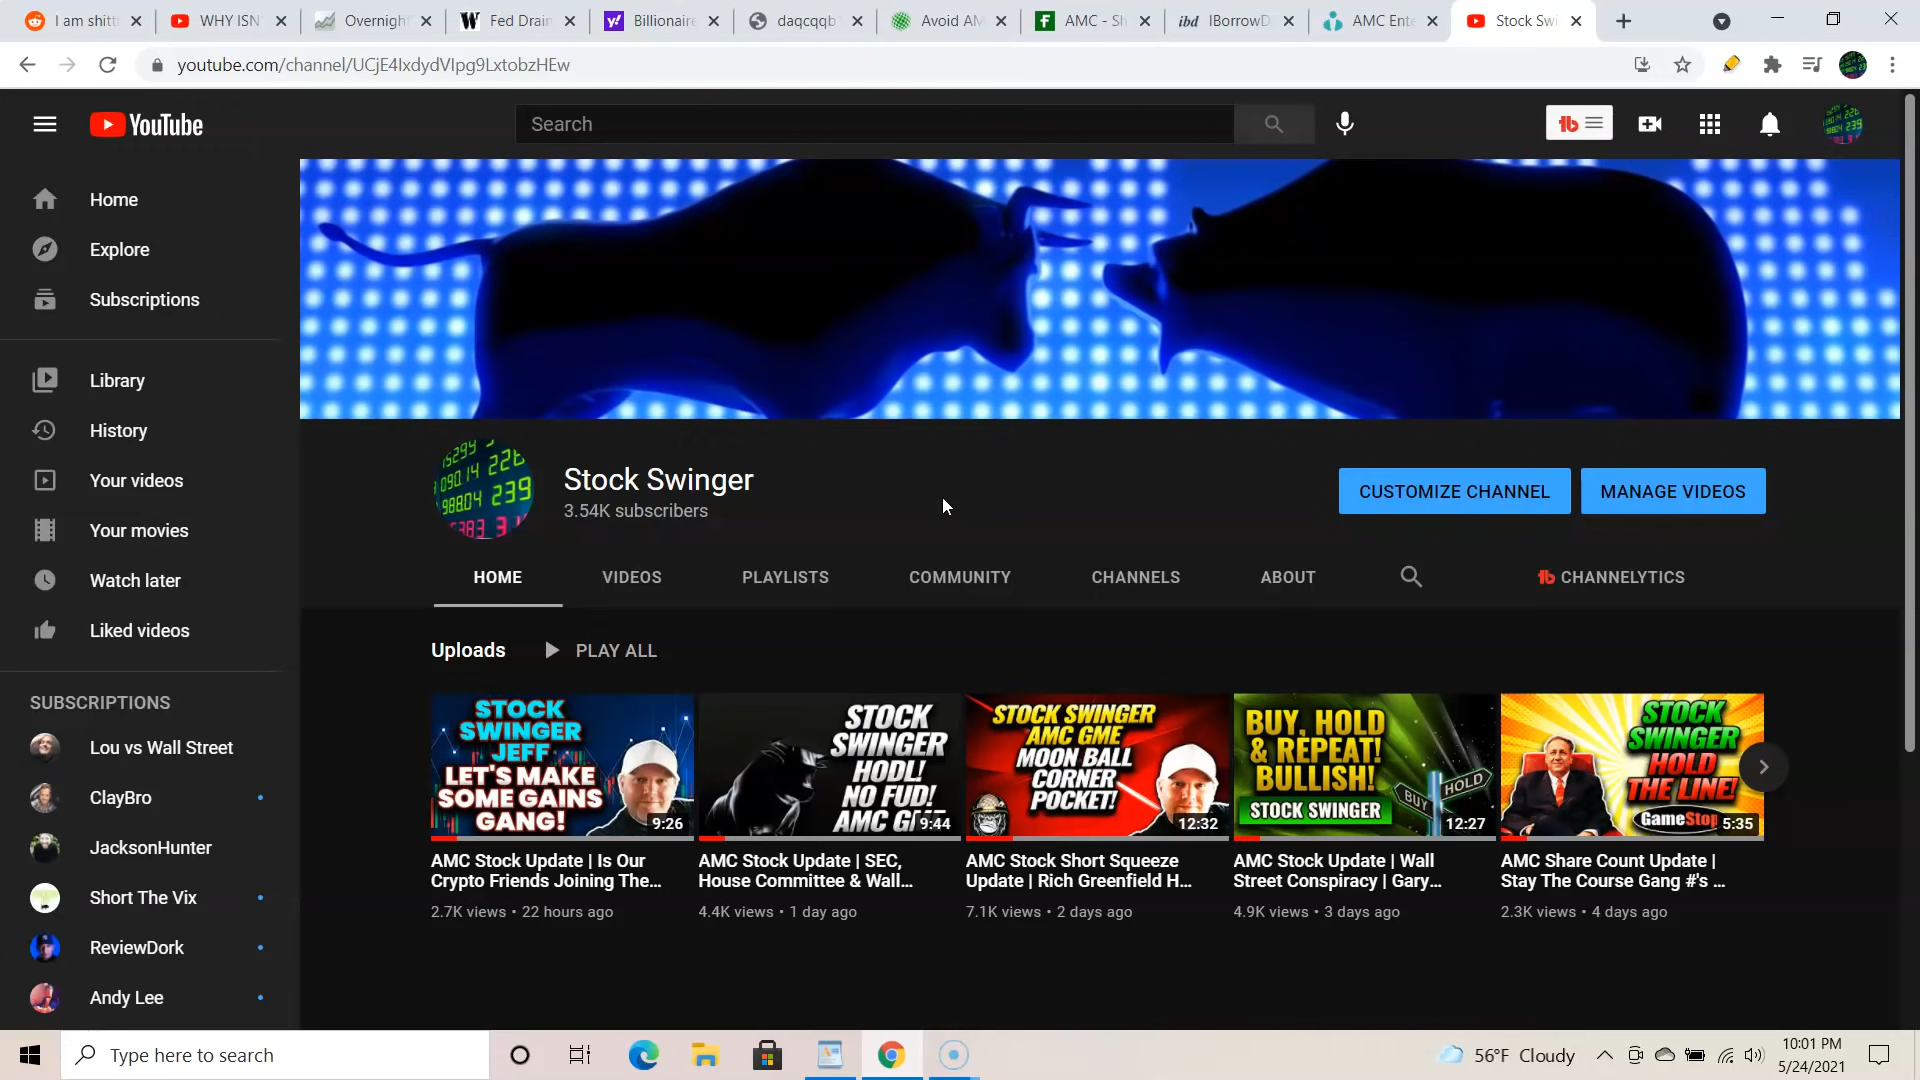 I am shitt
WHY ISN
Overnight
Fed Drain
Billionaire
daqcqqb
Avoid AM
AMC - Sh
ibd IBorrowD
AMC Ente
Stock Swi
youtube.com/channel/UCjE4IxdydVIpg9LxtobzHEw
YouTube
Search
Home
Explore
Subscriptions
Library
History
Your videos
Your movies
Watch later
Liked videos
SUBSCRIPTIONS
Lou vs Wall Street
ClayBro
JacksonHunter
Short The Vix
ReviewDork
Andy Lee
Stock Swinger
3.54K subscribers
CUSTOMIZE CHANNEL
MANAGE VIDEOS
HOME
VIDEOS
PLAYLISTS
COMMUNITY
CHANNELS
ABOUT
CHANNELYTICS
Uploads
PLAY ALL
STOCK
SWINGER
JEFF
LET'S MAKE
SOME GAINS
GANG!
9:26
AMC Stock Update | Is Our
Crypto Friends Joining The...
2.7K views • 22 hours ago
STOCK
SWINGER
HODL!
NO FUD!
AMC GME
9:44
AMC Stock Update | SEC,
House Committee & Wall...
4.4K views • 1 day ago
STOCK SWINGER
AMC GME
MOON BALL
CORNER
POCKET!
12:32
AMC Stock Short Squeeze
Update | Rich Greenfield H...
7.1K views • 2 days ago
BUY, HOLD
& REPEAT!
BULLISH!
STOCK SWINGER
BUY
HOLD
12:27
AMC Stock Update | Wall
Street Conspiracy | Gary...
4.9K views • 3 days ago
STOCK
SWINGER
HOLD
THE LINE!
GameStop
5:35
AMC Share Count Update |
Stay The Course Gang #'s ...
2.3K views • 4 days ago
Type here to search
56°F Cloudy
10:01 PM
5/24/2021